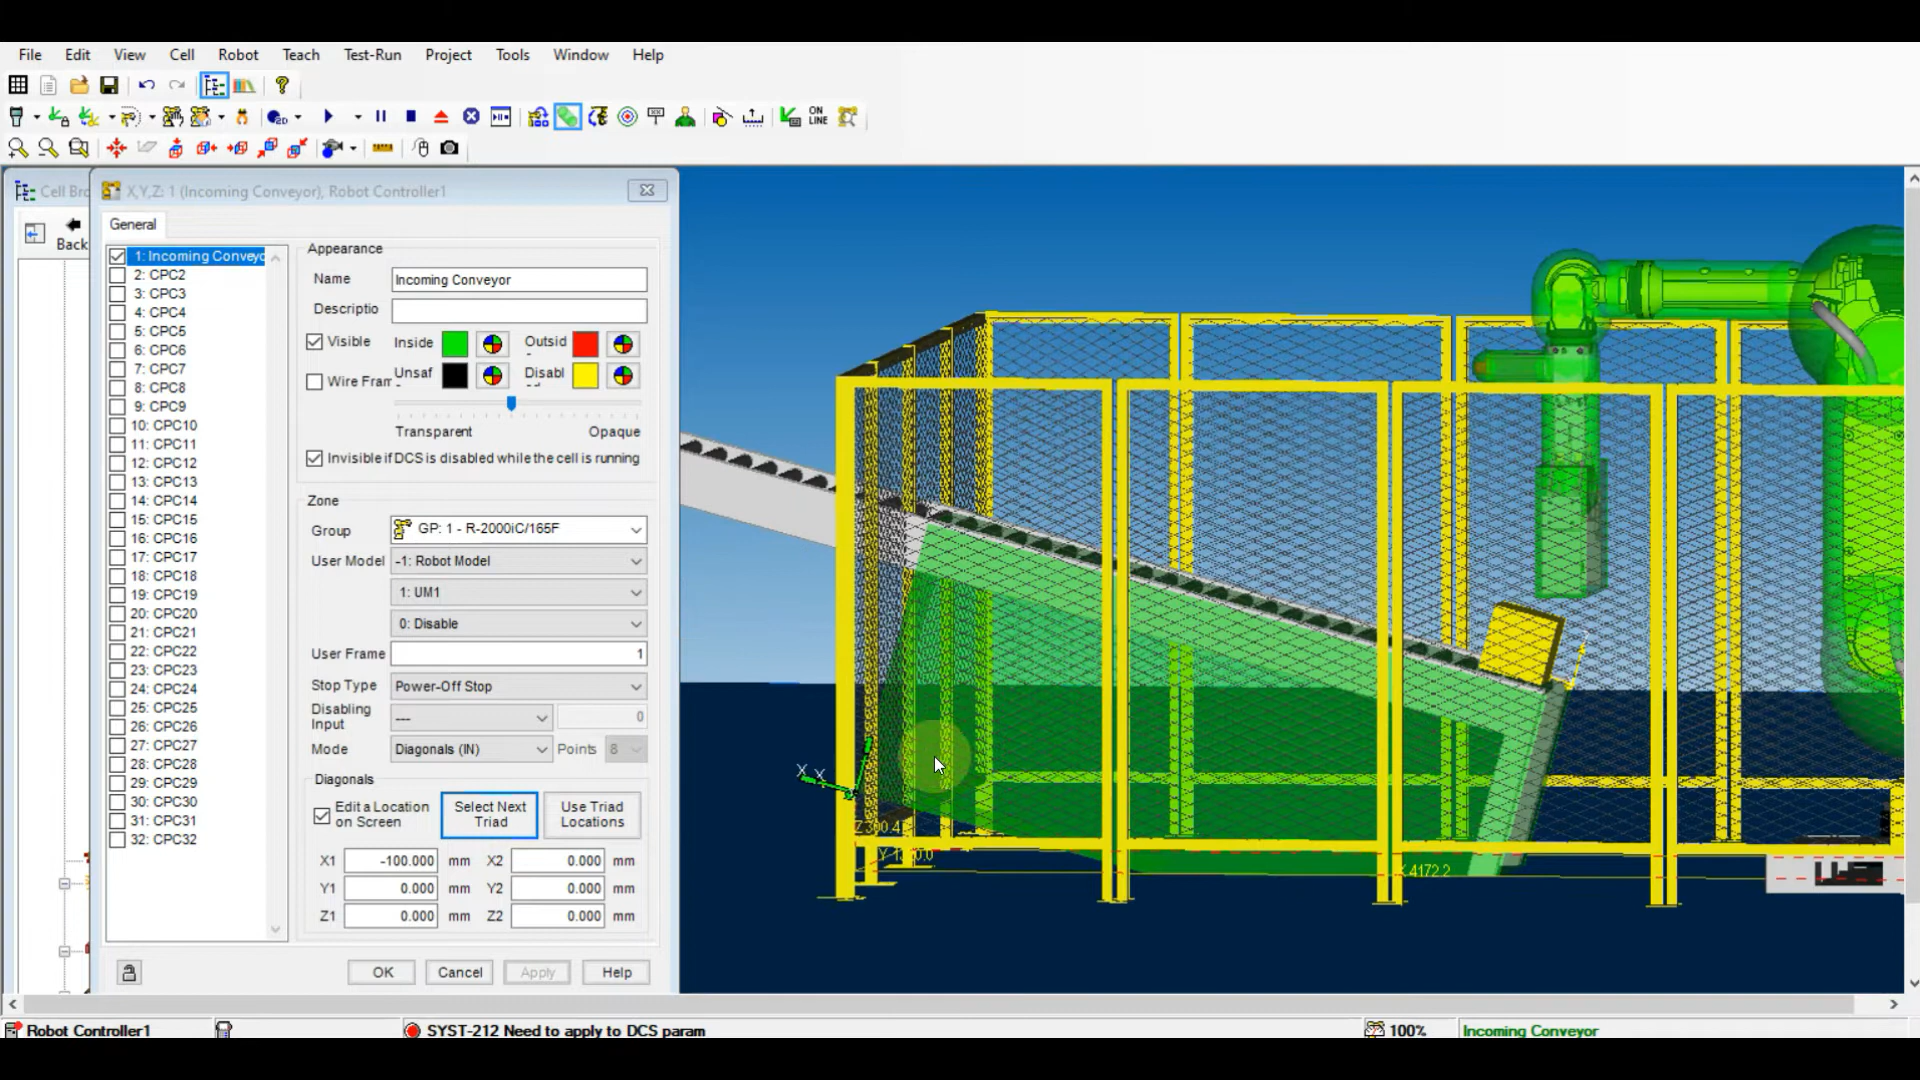 File Edit View Cell Robot Teach Test-Run Project Tools Window Help
2D
ON LINE
Cell Bro
X,Y,Z: 1 (Incoming Conveyor), Robot Controller1
Back
General
1: Incoming Conveyo
2: CPC2
3: CPC3
4: CPC4
5: CPC5
6: CPC6
7: CPC7
8: CPC8
9: CPC9
10: CPC10
11: CPC11
12: CPC12
13: CPC13
14: CPC14
15: CPC15
16: CPC16
17: CPC17
18: CPC18
19: CPC19
20: CPC20
21: CPC21
22: CPC22
23: CPC23
24: CPC24
25: CPC25
26: CPC26
27: CPC27
28: CPC28
29: CPC29
30: CPC30
31: CPC31
32: CPC32
Appearance
Name Incoming Conveyor
Descriptio
Visible Inside Outsid
Wire Fram Unsaf Disabl
Transparent Opaque
Invisible if DCS is disabled while the cell is running
Zone
Group GP: 1 - R-2000iC/165F
User Model -1: Robot Model
1: UM1
0: Disable
User Frame 1
Stop Type Power-Off Stop
Disabling Input --- 0
Mode Diagonals (IN) Points 8
Diagonals
Edit a Location on Screen Select Next Triad Use Triad Locations
X1 -100.000 mm X2 0.000 mm
Y1 0.000 mm Y2 0.000 mm
Z1 0.000 mm Z2 0.000 mm
OK Cancel Apply Help
X X
X 4172.2
Robot Controller1 SYST-212 Need to apply to DCS param 100% Incoming Conveyor